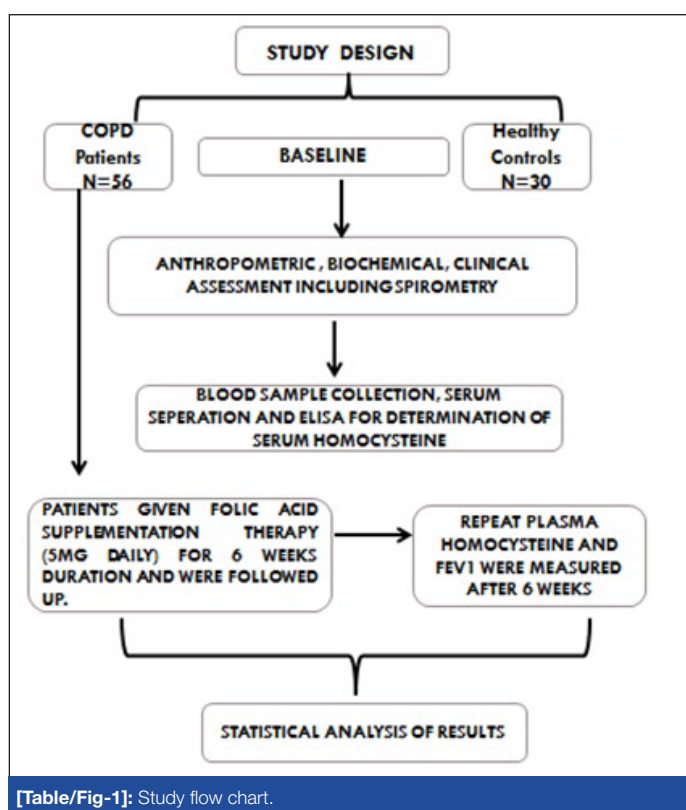 STUDY DESIGN
COPD
Patients
N=56
BASELINE
Healthy
Controls
N=30
ANTHROPOMETRIC , BIOCHEMICAL, CLINICAL
ASSESSMENT INCLUDING SPIROMETRY
BLOOD SAMPLE COLLECTION, SERUM
SEPERATION AND ELISA FOR DETERMINATION OF
SERUM HOMOCYSTEINE
PATIENTS GIVEN FOLIC ACID
SUPPLEMENTATION THERAPY
(5MG DAILY) FOR 6 WEEKS
DURATION AND WERE FOLLOWED
UP.
REPEAT PLASMA
HOMOCYSTEINE AND
FEV1 WERE MEASURED
AFTER 6 WEEKS
STATISTICAL ANALYSIS OF RESULTS
[Table/Fig-1]: Study flow chart.